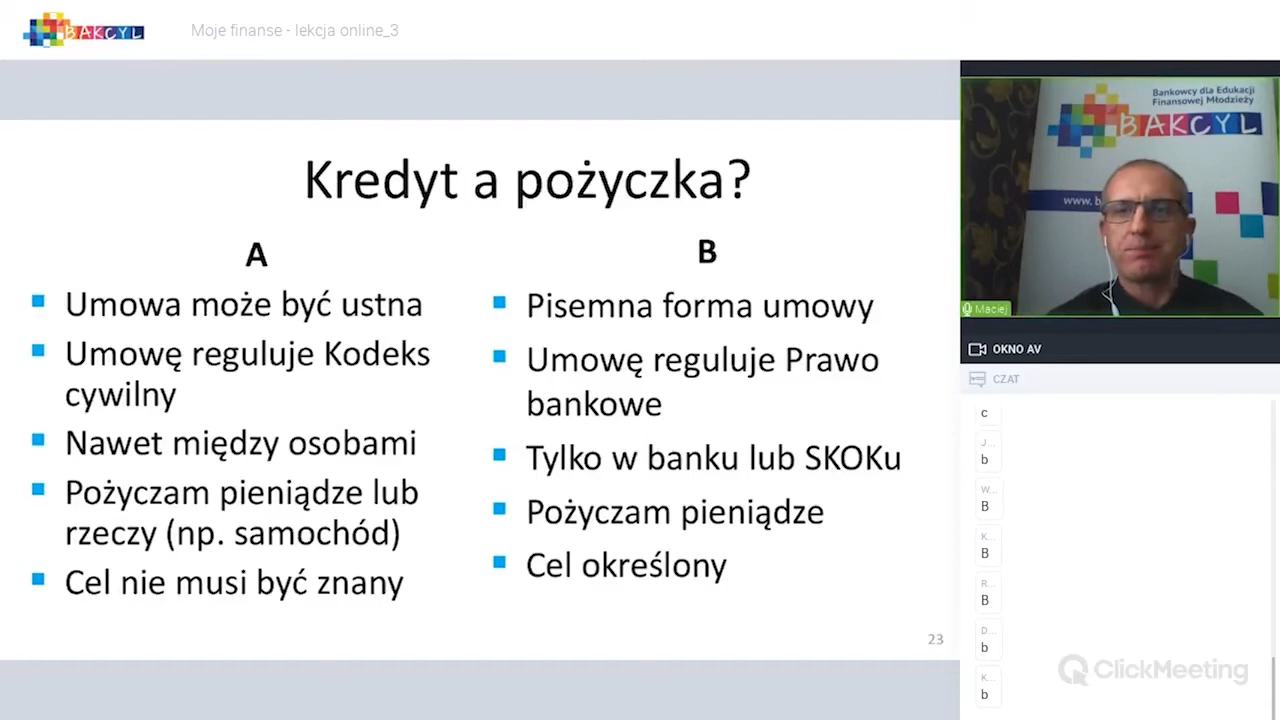 BAKCYL
Moje finanse - lekcja online_3
Kredyt a pożyczka?
A
Umowa może być ustna
Umowę reguluje Kodeks
cywilny
Nawet między osobami
Pożyczam pieniądze lub
rzeczy (np. samochód)
Cel nie musi być znany
B
Pisemna forma umowy
Umowę reguluje Prawo
bankowe
Tylko w banku lub SKOKu
Pożyczam pieniądze
Cel określony
23
Bankowcy dla Edukacji
Finansowej Młodzieży
BAKCYL
www.b
Maciej
OKNO AV
CZAT
c
J...
b
W...
B
K...
B
R...
B
D...
b
K...
b
ClickMeeting